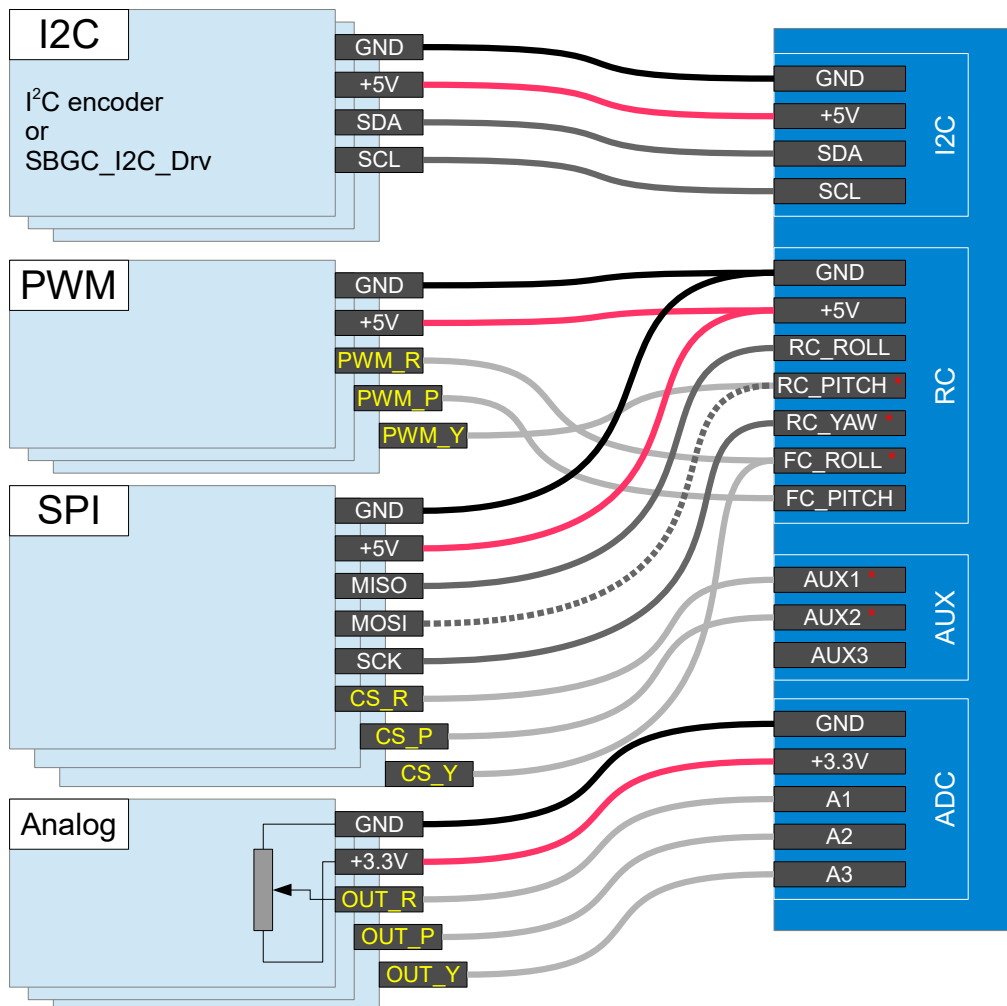 I2C
I²C encoder
or
SBGC_I2C_Drv
GND
+5V
SDA
SCL
PWM
GND
+5V
PWM_R
PWM_P
PWM_Y
SPI
GND
+5V
MISO
MOSI
SCK
CS_R
CS_P
CS_Y
Analog
GND
+3.3V
OUT_R
OUT_P
OUT_Y
GND
+5V
SDA
SCL
I2C
GND
+5V
RC_ROLL
RC_PITCH *
RC_YAW *
FC_ROLL *
FC_PITCH
RC
AUX1 *
AUX2 *
AUX3
AUX
GND
+3.3V
A1
A2
A3
ADC